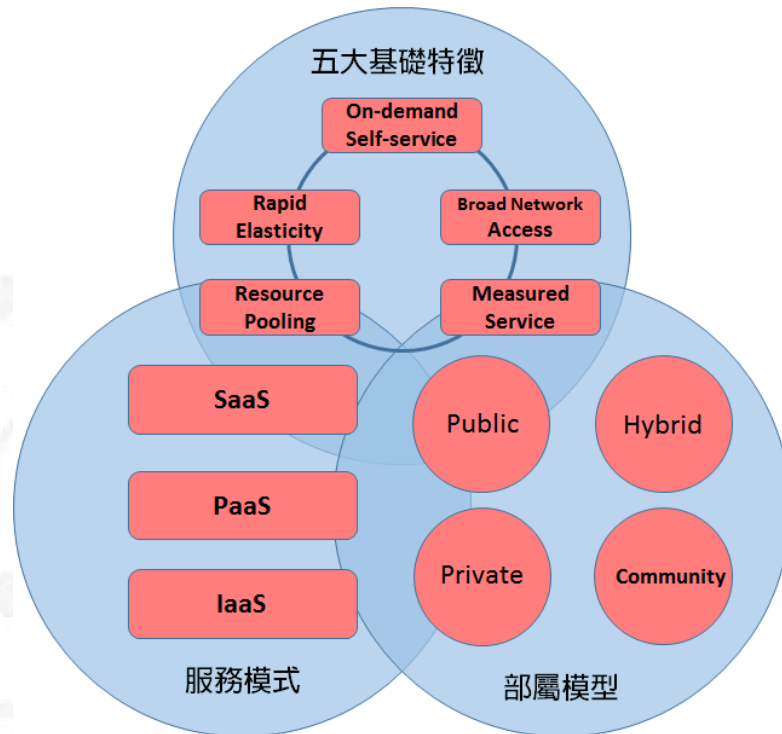 五大基礎特徵
On-demand
Self-service
Rapid
Elasticity
Broad Network
Access
Resource
Pooling
Measured
Service
SaaS
PaaS
IaaS
Public
Hybrid
Private
Community
服務模式
部屬模型